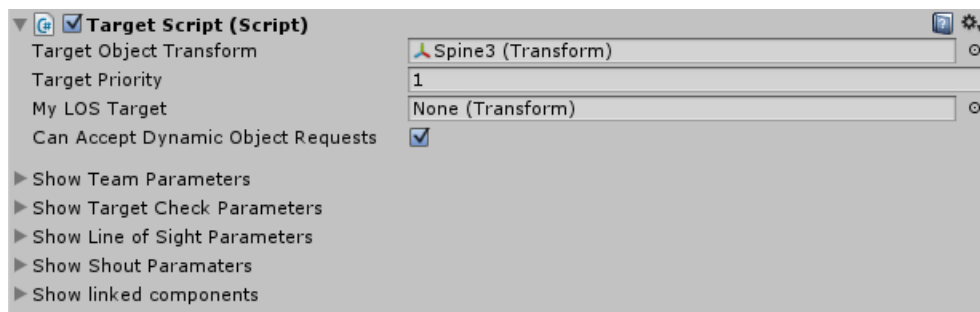 Target Script (Script)
Target Object Transform Spine3 (Transform)
Target Priority 1
My LOS Target None (Transform)
Can Accept Dynamic Object Requests
Show Team Parameters
Show Target Check Parameters
Show Line of Sight Parameters
Show Shout Paramaters
Show linked components